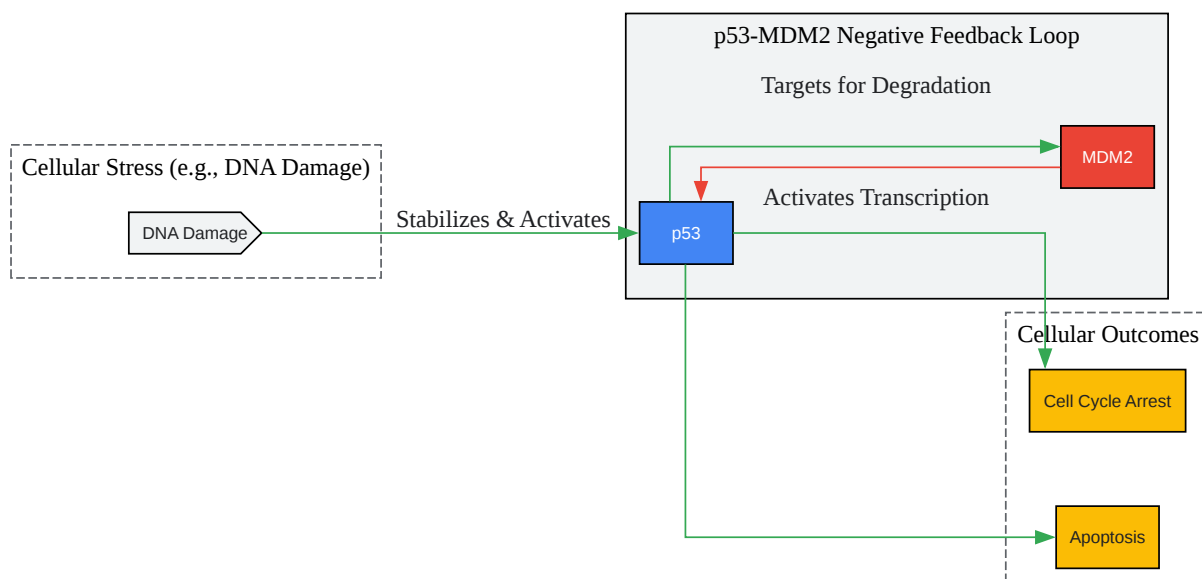 p53-MDM2 Negative Feedback Loop
Targets for Degradation
MDM2
Cellular Stress (e.g., DNA Damage)
Activates Transcription
DNA Damage
Stabilizes & Activates
p53
Cellular Outcomes
Cell Cycle Arrest
Apoptosis